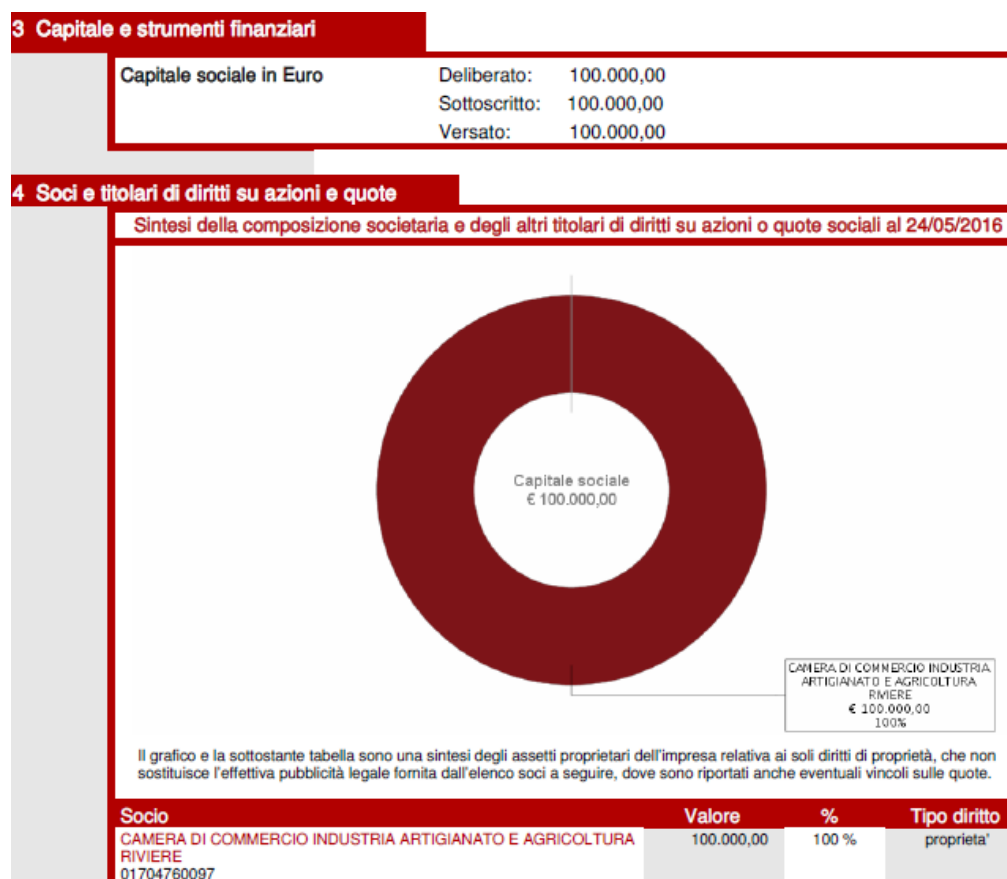 3 Capitale e strumenti finanziari
Capitale sociale in Euro Deliberato: 100.000,00
Sottoscritto: 100.000,00
Versato: 100.000,00
4 Soci e titolari di diritti su azioni e quote
Sintesi della composizione societaria e degli altri titolari di diritti su azioni o quote sociali al 24/05/2016
Capitale sociale
€ 100.000,00
CAMERA DI COMMERCIO INDUSTRIA
ARTIGIANATO E AGRICOLTURA
RIVIERE
€ 100.000,00
100%
Il grafico e la sottostante tabella sono una sintesi degli assetti proprietari dell'impresa relativa ai soli diritti di proprietà, che non
sostituisce l'effettiva pubblicità legale fornita dall'elenco soci a seguire, dove sono riportati anche eventuali vincoli sulle quote.
Socio Valore % Tipo diritto
CAMERA DI COMMERCIO INDUSTRIA ARTIGIANATO E AGRICOLTURA 100.000,00 100 % proprieta'
RIVIERE
01704760097